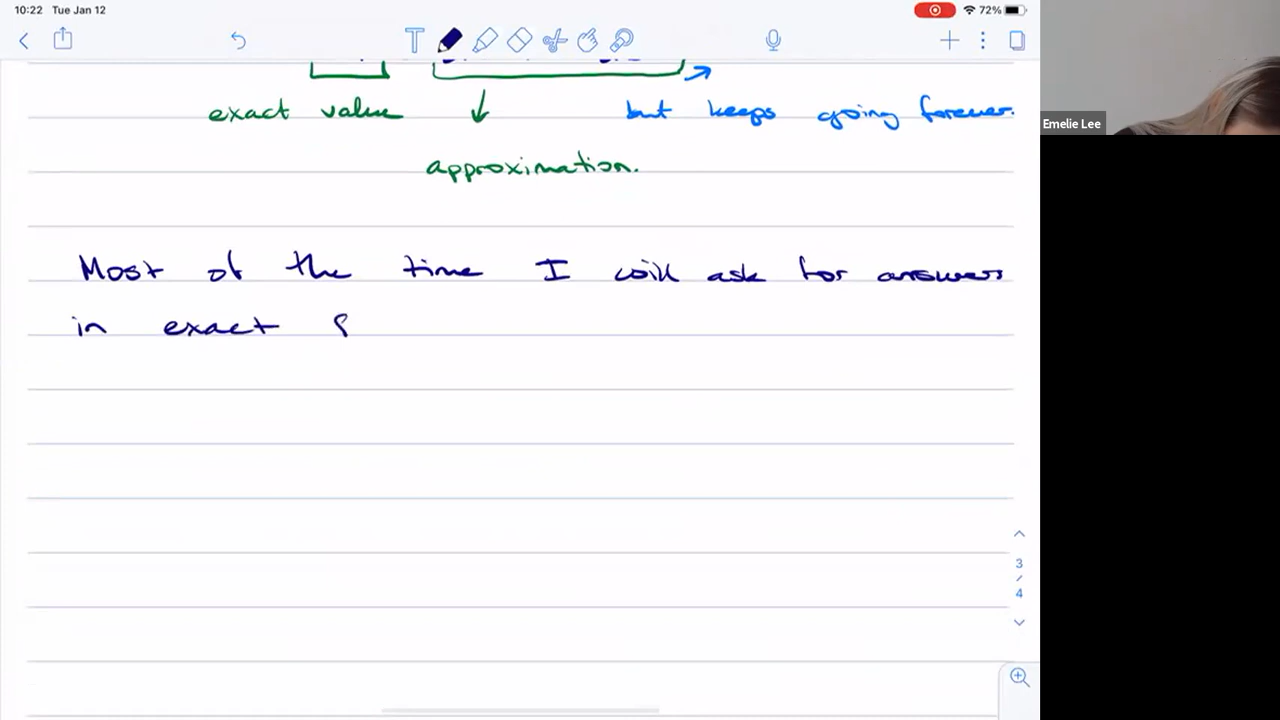 10:22 Tue Jan 12
72%
T
exact value
but keeps going forever.
approximation.
Emelie Lee
Most of the time I will ask for answers
in exact
3
/
4